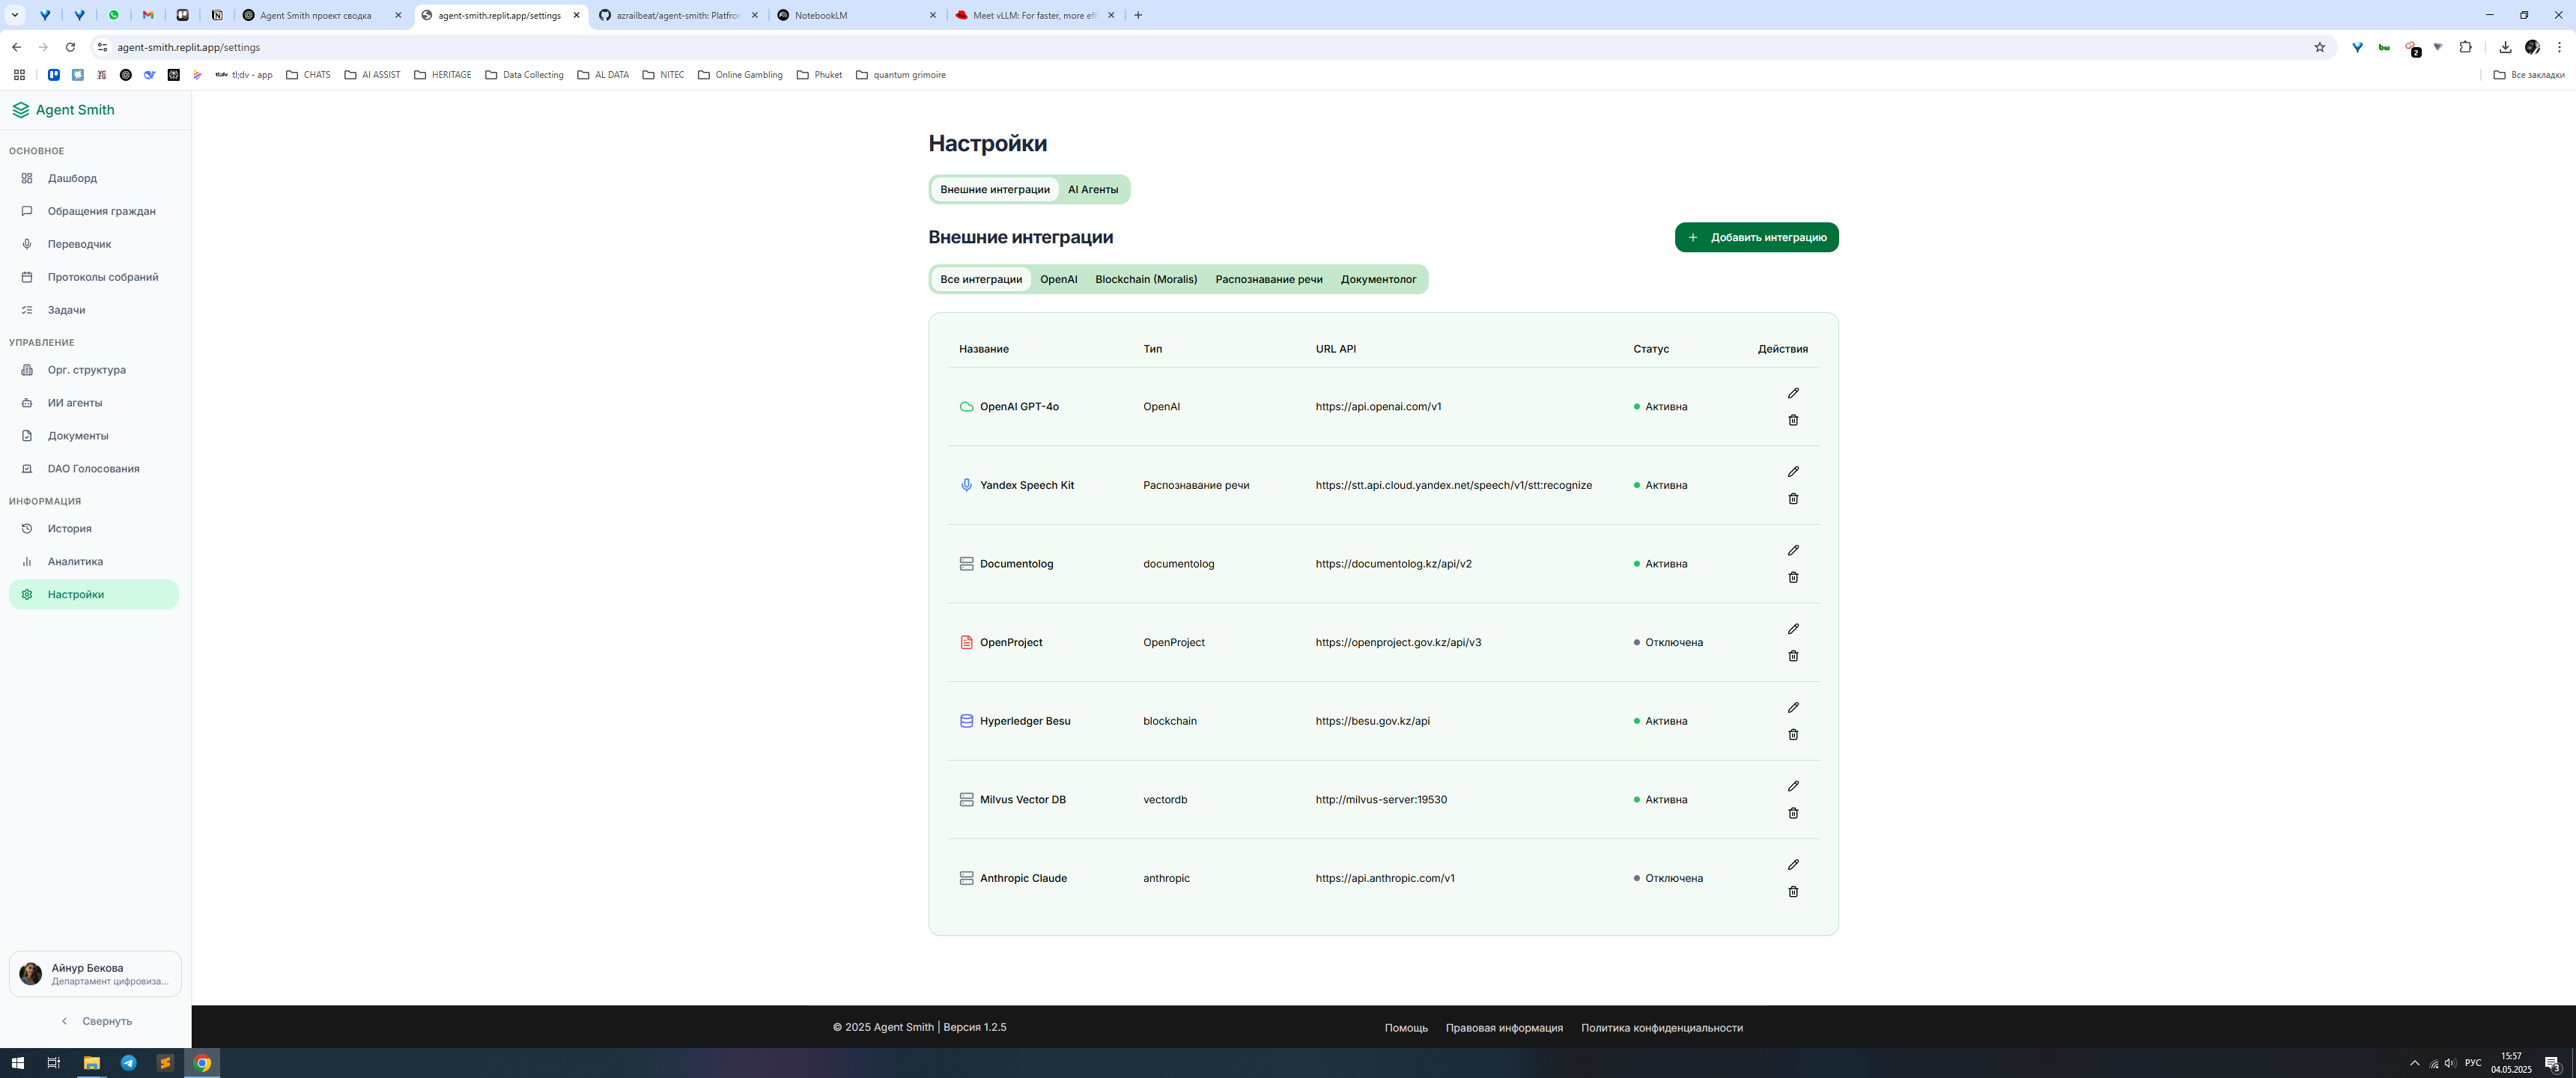 Agent Smith проект сводка
agent-smith.replit.app/settings
azrailbeat/agent-smith: Platfron
NotebookLM
Meet vLLM: For faster, more eff
agent-smith.replit.app/settings
2
tl;dv tl;dv - app
CHATS
AI ASSIST
HERITAGE
Data Collecting
AL DATA
NITEC
Online Gambling
Phuket
quantum grimoire
Все закладки
Agent Smith
ОСНОВНОЕ
Дашборд
Обращения граждан
Переводчик
Протоколы собраний
Задачи
УПРАВЛЕНИЕ
Орг. структура
ИИ агенты
Документы
DAO Голосования
ИНФОРМАЦИЯ
История
Аналитика
Настройки
Айнур Бекова
Департамент цифровиза...
Свернуть
Настройки
Внешние интеграции AI Агенты
Внешние интеграции
Добавить интеграцию
Все интеграции OpenAI Blockchain (Moralis) Распознавание речи Документолог
Название Тип URL API Статус Действия
OpenAI GPT-4o OpenAI https://api.openai.com/v1 Активна
Yandex Speech Kit Распознавание речи https://stt.api.cloud.yandex.net/speech/v1/stt:recognize Активна
Documentolog documentolog https://documentolog.kz/api/v2 Активна
OpenProject OpenProject https://openproject.gov.kz/api/v3 Отключена
Hyperledger Besu blockchain https://besu.gov.kz/api Активна
Milvus Vector DB vectordb http://milvus-server:19530 Активна
Anthropic Claude anthropic https://api.anthropic.com/v1 Отключена
© 2025 Agent Smith | Версия 1.2.5
Помощь Правовая информация Политика конфиденциальности
РУС
15:57
04.05.2025
3